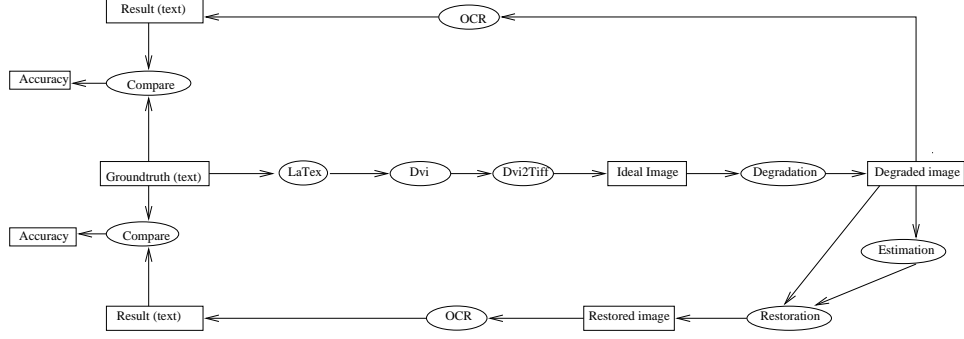 Result (text)
OCR
Accuracy
Compare
Groundtruth (text)
LaTex
Dvi
Dvi2Tiff
Ideal Image
Degradation
Degraded image
Accuracy
Compare
Estimation
Result (text)
OCR
Restored image
Restoration